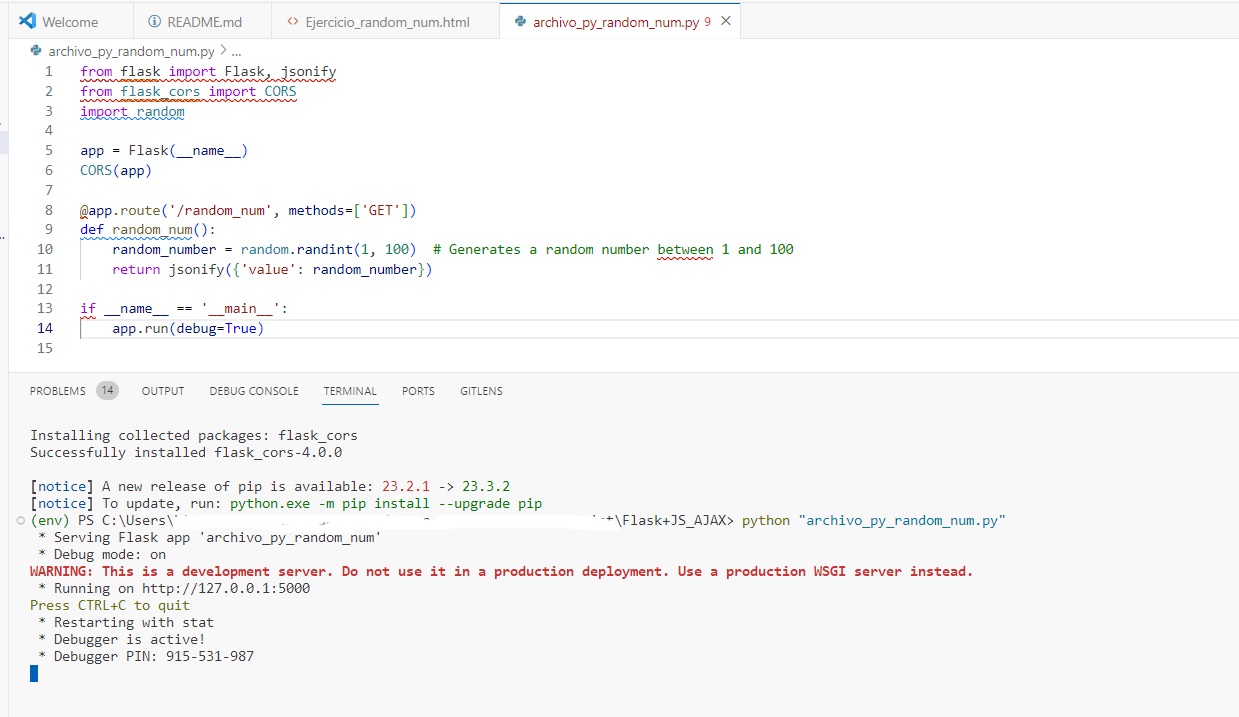 Welcome README.md Ejercicio_random_num.html archivo_py_random_num.py 9
archivo_py_random_num.py > ...
1 from flask import Flask, jsonify
2 from flask_cors import CORS
3 import random
4
5 app = Flask(__name__)
6 CORS(app)
7
8 @app.route('/random_num', methods=['GET'])
9 def random_num():
10 random_number = random.randint(1, 100) # Generates a random number between 1 and 100
11 return jsonify({'value': random_number})
12
13 if __name__ == '__main__':
14 app.run(debug=True)
15
PROBLEMS 14 OUTPUT DEBUG CONSOLE TERMINAL PORTS GITLENS
Installing collected packages: flask_cors
Successfully installed flask_cors-4.0.0
[notice] A new release of pip is available: 23.2.1 -> 23.3.2
[notice] To update, run: python.exe -m pip install --upgrade pip
(env) PS C:\Users\ \Flask+JS_AJAX> python "archivo_py_random_num.py"
* Serving Flask app 'archivo_py_random_num'
* Debug mode: on
WARNING: This is a development server. Do not use it in a production deployment. Use a production WSGI server instead.
* Running on http://127.0.0.1:5000
Press CTRL+C to quit
* Restarting with stat
* Debugger is active!
* Debugger PIN: 915-531-987